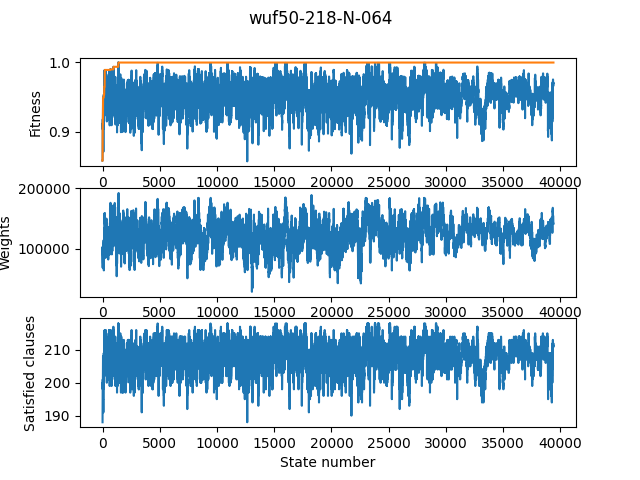 wuf50-218-N-064
1.0
0.9
Fitness
0 5000 10000 15000 20000 25000 30000 35000 40000
200000
100000
Weights
0 5000 10000 15000 20000 25000 30000 35000 40000
210
200
190
Satisfied clauses
0 5000 10000 15000 20000 25000 30000 35000 40000
State number